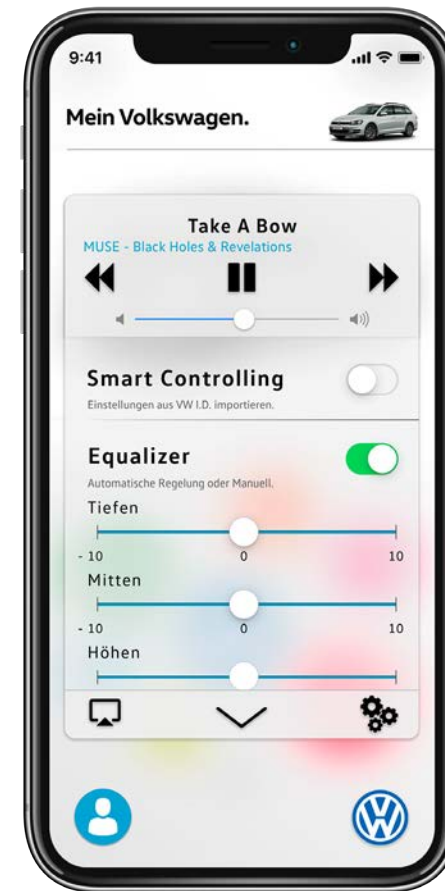 9:41
Mein Volkswagen.
Take A Bow
MUSE - Black Holes & Revelations
Smart Controlling
Einstellungen aus VW I.D. importieren.
Equalizer
Automatische Regelung oder Manuell.
Tiefen
- 10 0 10
Mitten
- 10 0 10
Höhen
VW